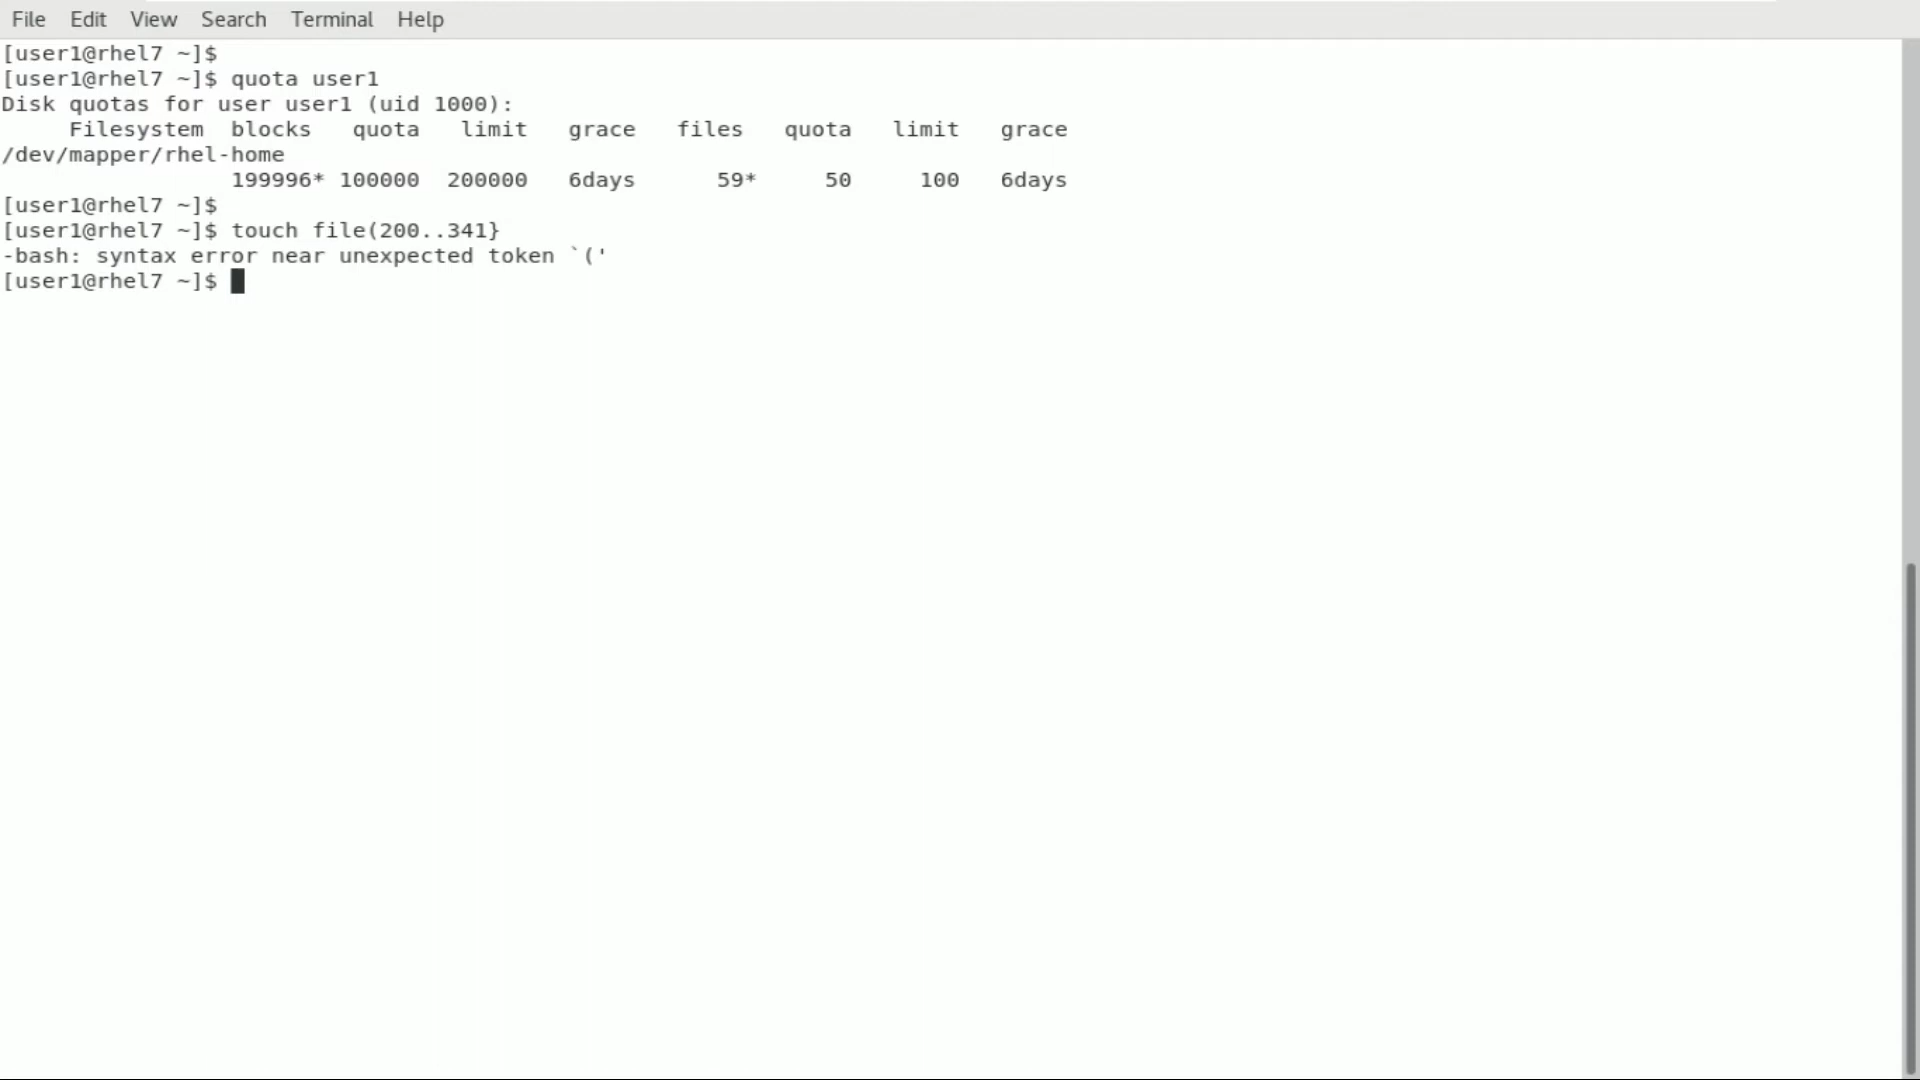 File Edit View Search Terminal Help
[user1@rhel7 ~]$
[user1@rhel7 ~]$ quota user1
Disk quotas for user user1 (uid 1000):
     Filesystem  blocks   quota   limit   grace   files   quota   limit   grace
/dev/mapper/rhel-home
                 199996* 100000  200000   6days      59*     50     100   6days
[user1@rhel7 ~]$
[user1@rhel7 ~]$ touch file(200..341}
-bash: syntax error near unexpected token `('
[user1@rhel7 ~]$